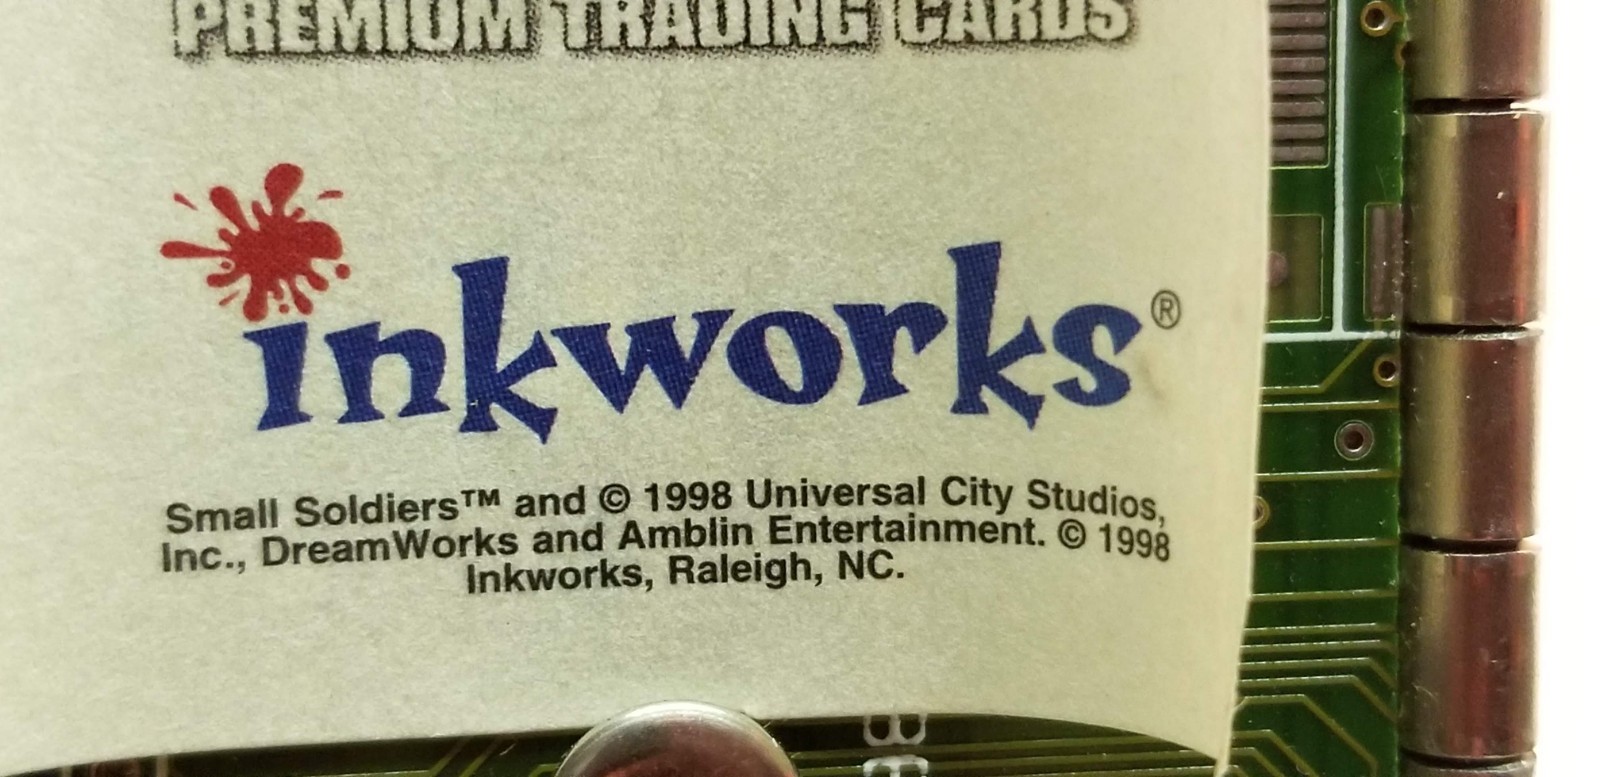 PREMIUM TRADING CARDS
inkworks®
Small Soldiers™ and © 1998 Universal City Studios,
Inc., DreamWorks and Amblin Entertainment. © 1998
Inkworks, Raleigh, NC.